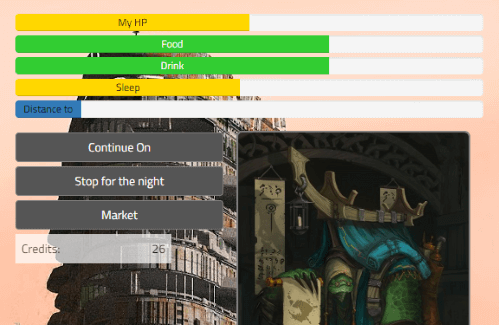 My HP
Food
Drink
Sleep
Distance to
Continue On
Stop for the night
Market
Credits: 26